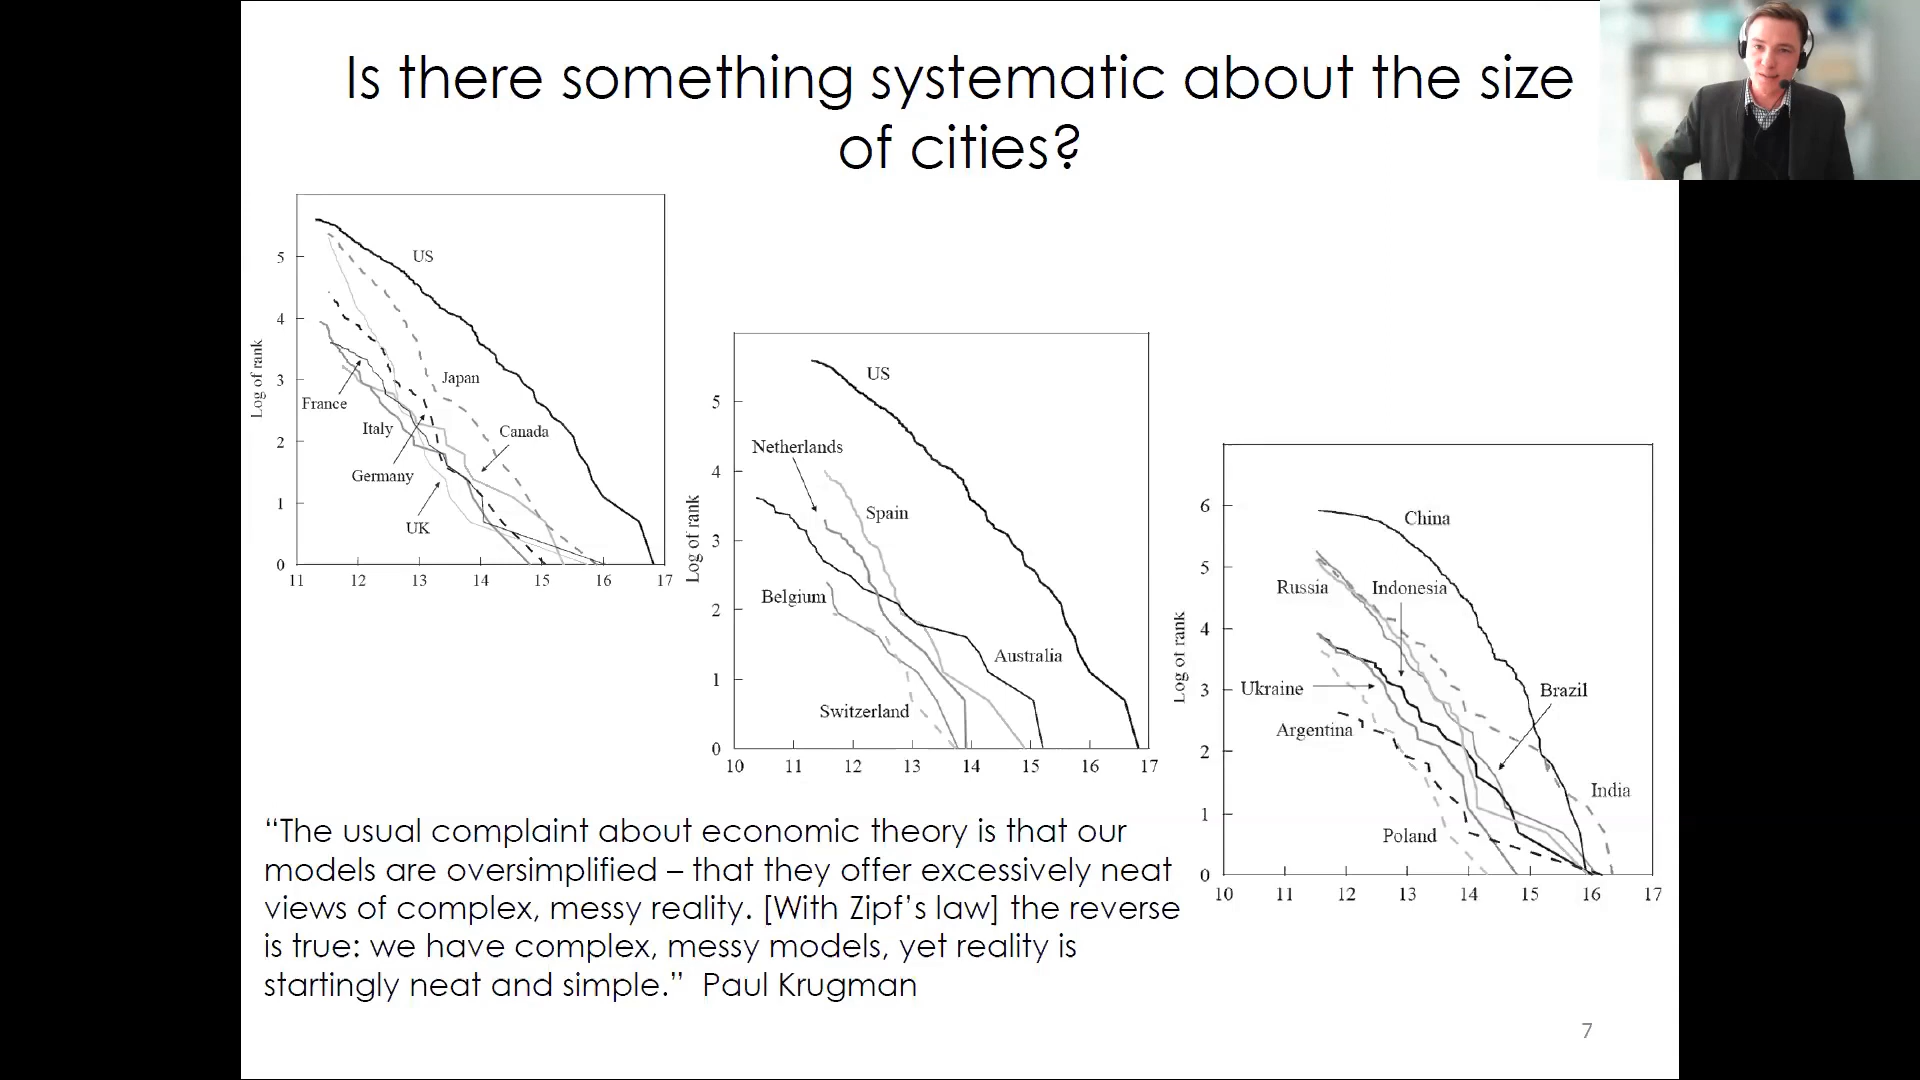 Is there something systematic about the size
of cities?
5
4
3
2
1
0
Log of rank
US
Japan
France
Italy
Canada
Germany
UK
11 12 13 14 15 16 17
5
4
3
2
1
0
Log of rank
US
Netherlands
Spain
Belgium
Australia
Switzerland
10 11 12 13 14 15 16 17
6
5
4
3
2
1
0
Log of rank
China
Russia
Indonesia
Ukraine
Brazil
Argentina
India
Poland
10 11 12 13 14 15 16 17
“The usual complaint about economic theory is that our
models are oversimplified – that they offer excessively neat
views of complex, messy reality. [With Zipf’s law] the reverse
is true: we have complex, messy models, yet reality is
startingly neat and simple.” Paul Krugman
7